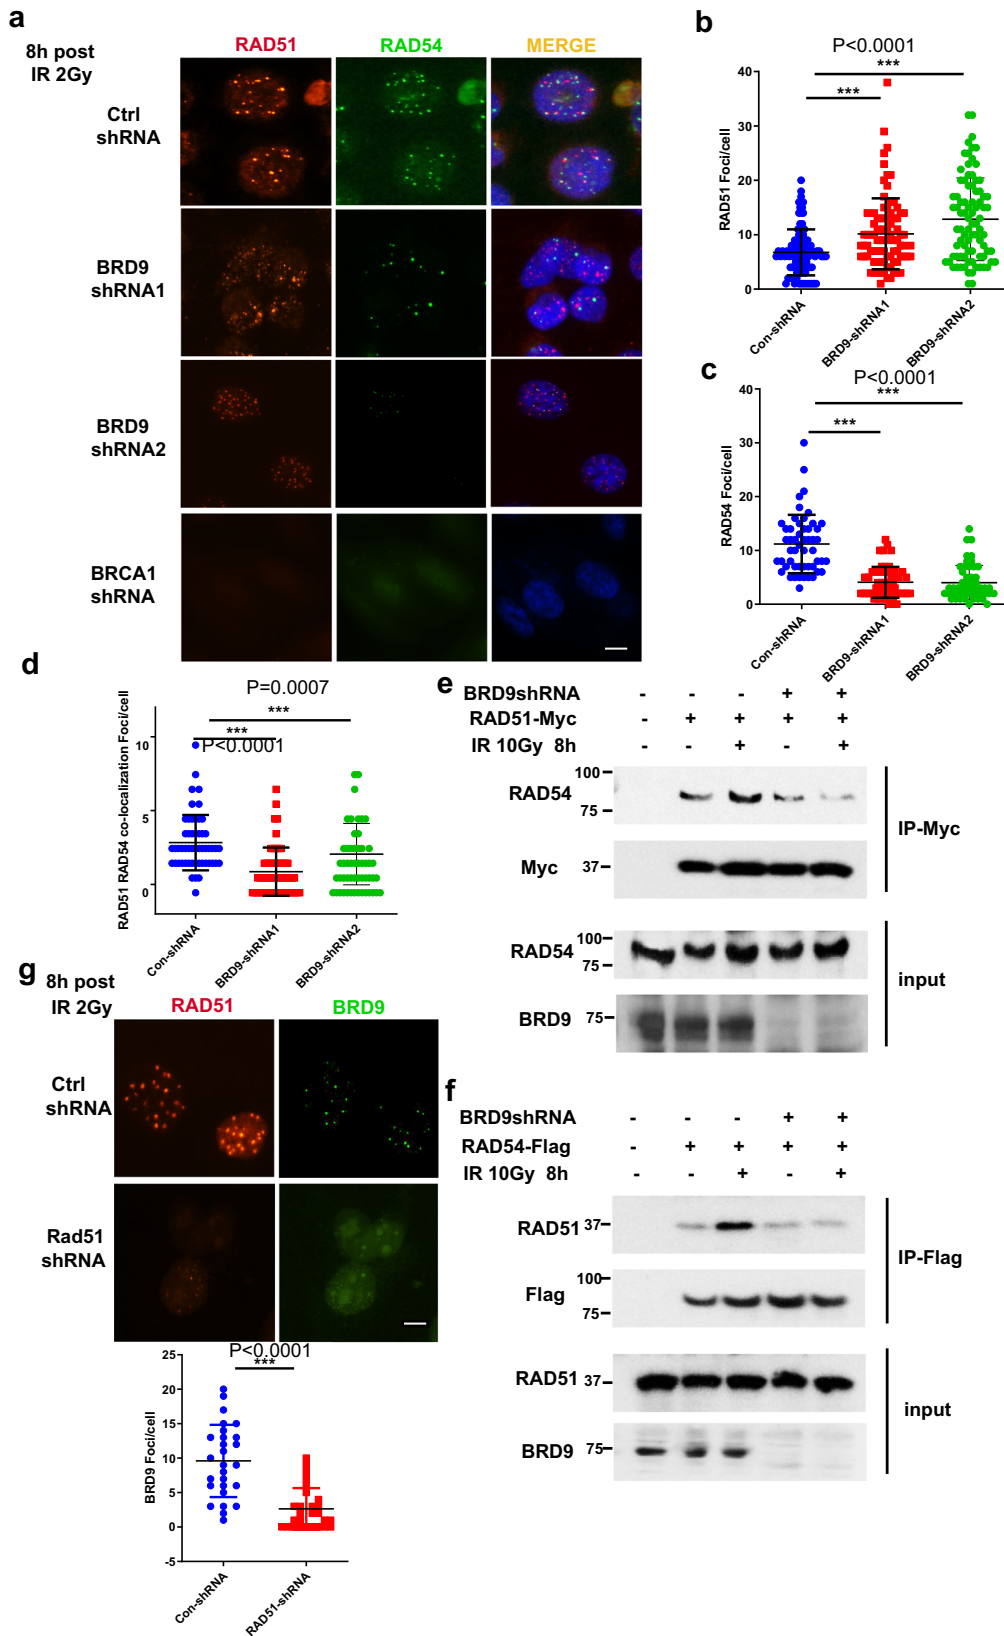 a
8h post
IR 2Gy
RAD51
RAD54
MERGE
Ctrl
shRNA
BRD9
shRNA1
BRD9
shRNA2
BRCA1
shRNA
b
P<0.0001
***
***
RAD51 Foci/cell
40
30
20
10
0
Con-shRNA
BRD9-shRNA1
BRD9-shRNA2
c
P<0.0001
***
***
RAD54 Foci/cell
40
30
20
10
0
Con-shRNA
BRD9-shRNA1
BRD9-shRNA2
d
P=0.0007
***
***
P<0.0001
RAD51 RAD54 co-localization Foci/cell
10
5
0
Con-shRNA
BRD9-shRNA1
BRD9-shRNA2
e
BRD9shRNA - - - + +
RAD51-Myc - + + + +
IR 10Gy 8h - - + - +
RAD54
100
75
Myc
37
IP-Myc
RAD54
100
75
BRD9
75
input
f
BRD9shRNA - - - + +
RAD54-Flag - + + + +
IR 10Gy 8h - - + - +
RAD51
37
Flag
100
75
IP-Flag
RAD51
37
BRD9
75
input
g
8h post
IR 2Gy
RAD51
BRD9
Ctrl
shRNA
Rad51
shRNA
P<0.0001
***
BRD9 Foci/cell
25
20
15
10
5
0
-5
Con-shRNA
RAD51-shRNA